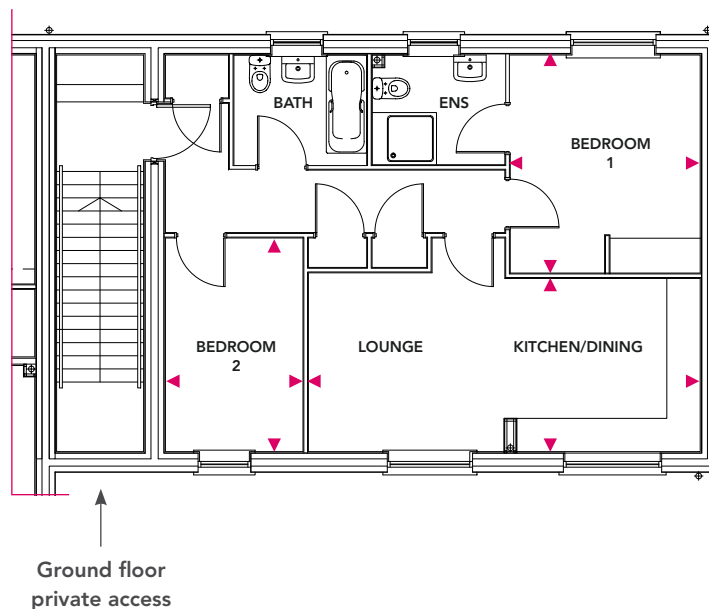 BATH
ENS
BEDROOM
1
BEDROOM
2
LOUNGE
KITCHEN/DINING
Ground floor
private access